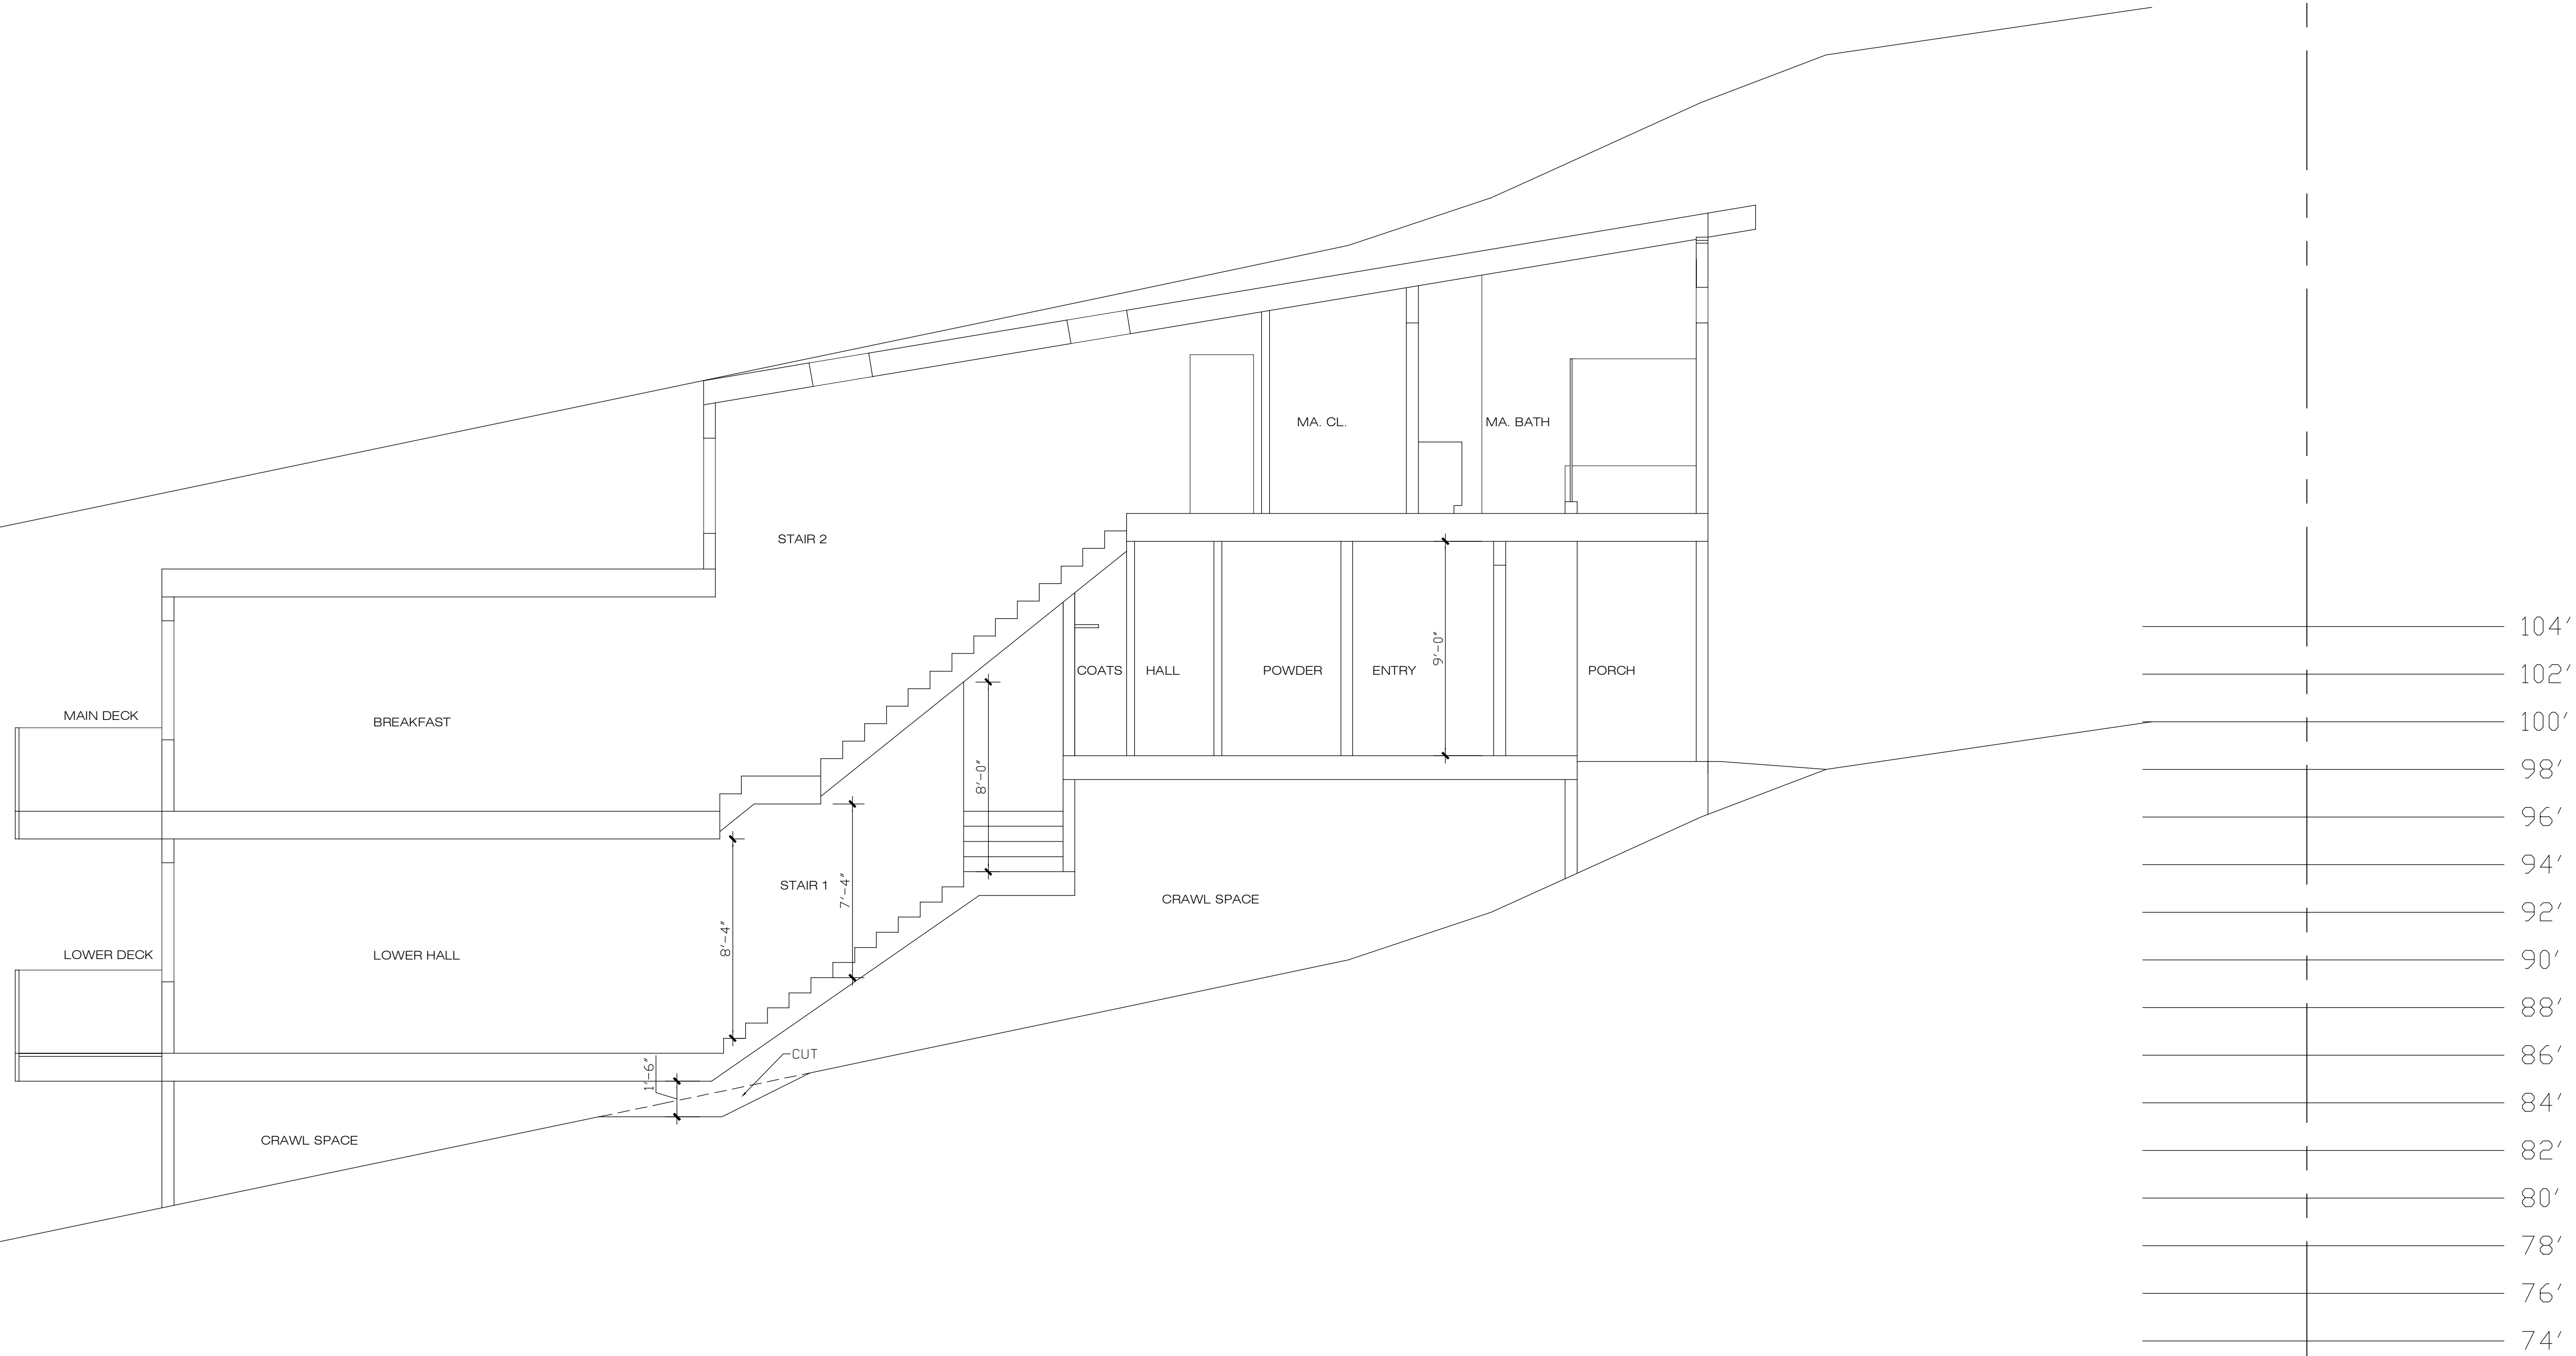 MA. CL.
MA. BATH
STAIR 2
104'
9'-0"
COATS
HALL
POWDER
ENTRY
PORCH
102'
MAIN DECK
BREAKFAST
100'
98'
8'-0"
96'
94'
STAIR 1
7'-4"
CRAWL SPACE
92'
8'-4"
LOWER DECK
LOWER HALL
90'
88'
CUT
86'
1'-6"
84'
CRAWL SPACE
82'
80'
78'
76'
74'